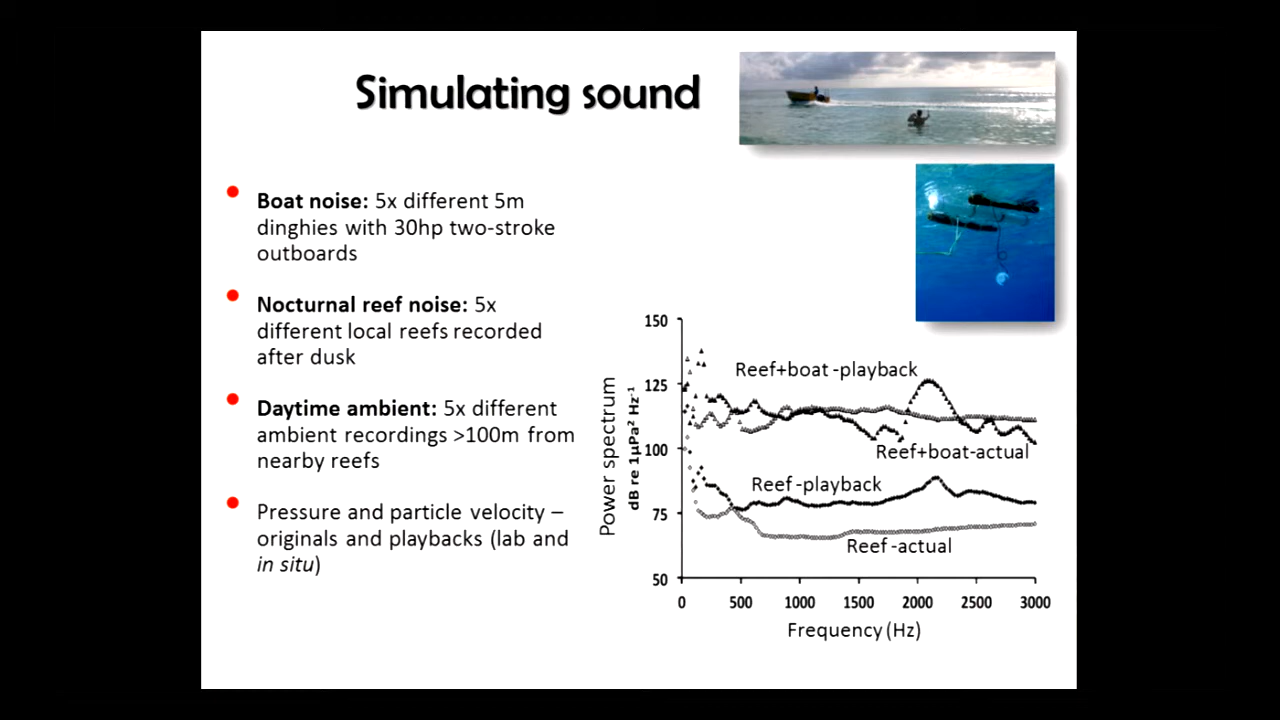 Simulating sound
Boat noise: 5x different 5m
dinghies with 30hp two-stroke
outboards
Nocturnal reef noise: 5x
different local reefs recorded
after dusk
Daytime ambient: 5x different
ambient recordings >100m from
nearby reefs
Pressure and particle velocity –
originals and playbacks (lab and
in situ)
Power spectrum
dB re 1µPa² Hz⁻¹
150
125
100
75
50
Reef+boat -playback
Reef+boat-actual
Reef -playback
Reef -actual
0 500 1000 1500 2000 2500 3000
Frequency (Hz)